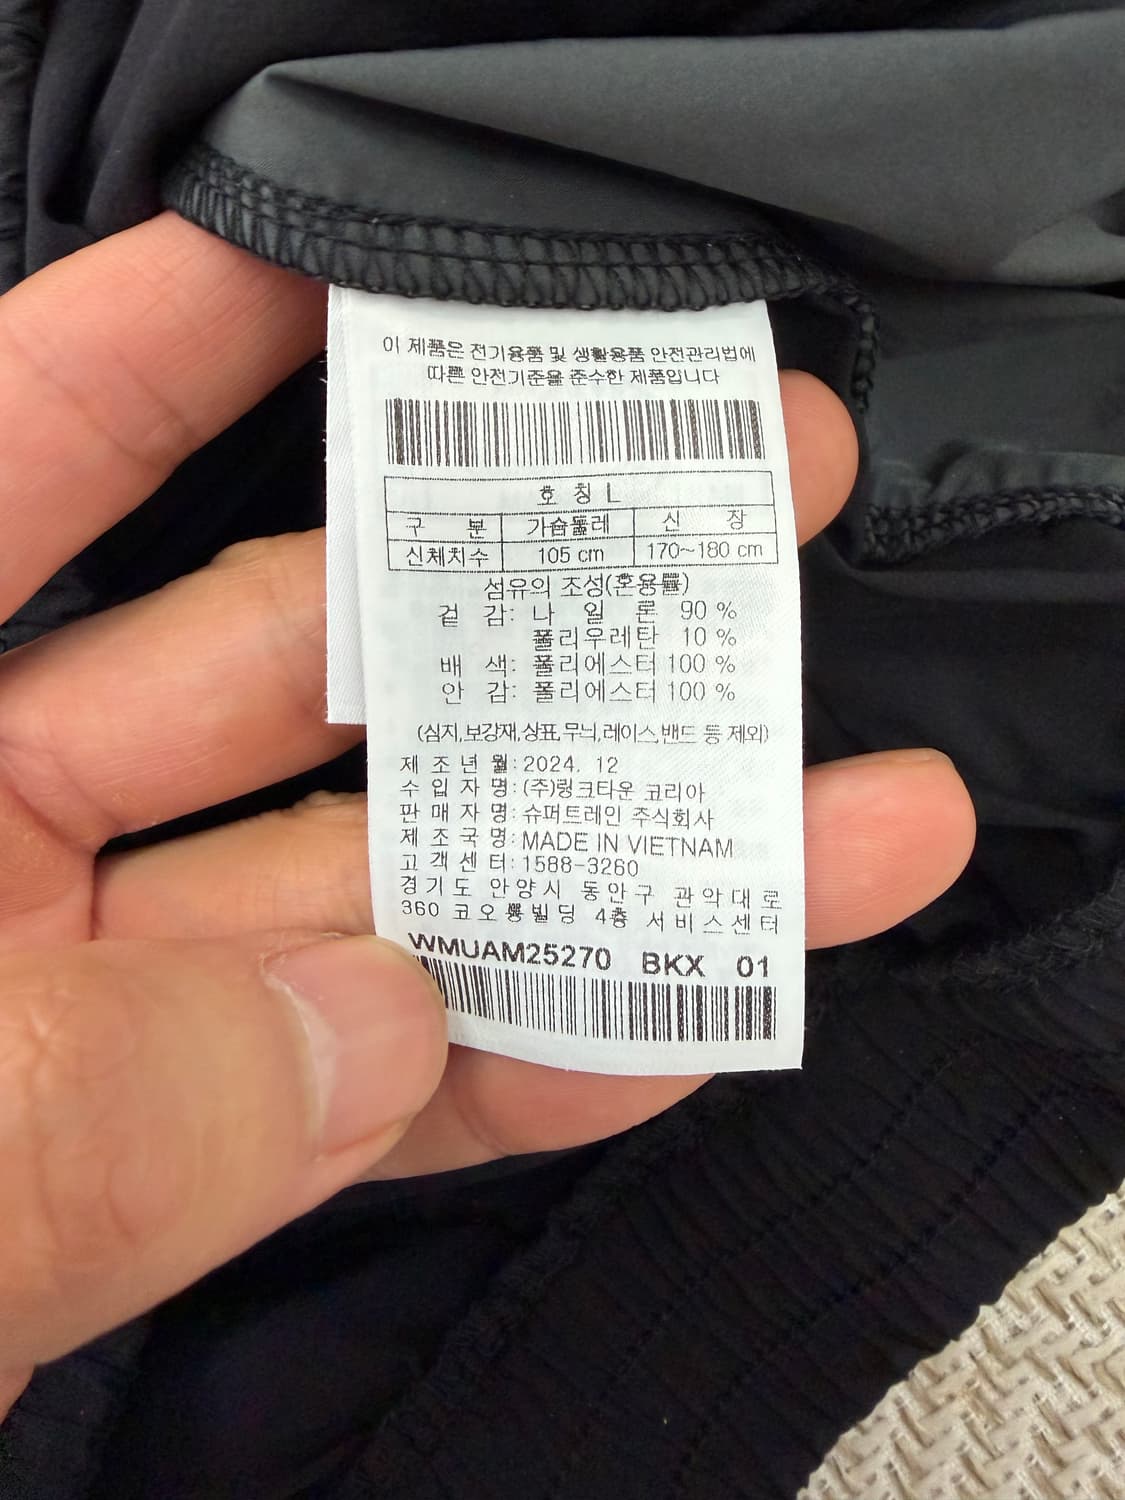 이 제품은 전기용품 및 생활용품 안전관리법에
따른 안전기준을 준수한 제품입니다
호 칭 L
구 분 가슴둘레 신 장
신체치수 105 cm 170~180 cm
섬유의 조성(혼용률)
겉 감: 나 일 론 90 %
폴리우레탄 10 %
배 색: 폴리에스터 100 %
안 감: 폴리에스터 100 %
(심지,보강재,상표,무늬,레이스,밴드 등 제외)
제 조 년 월: 2024. 12
수 입 자 명: (주)링크타운 코리아
판 매 자 명: 슈퍼트레인 주식회사
제 조 국 명: MADE IN VIETNAM
고 객 센 터: 1588-3260
경기도 안양시 동안구 관악대로
360 코오롱빌딩 4층 서비스센터
WMUAM25270 BKX 01